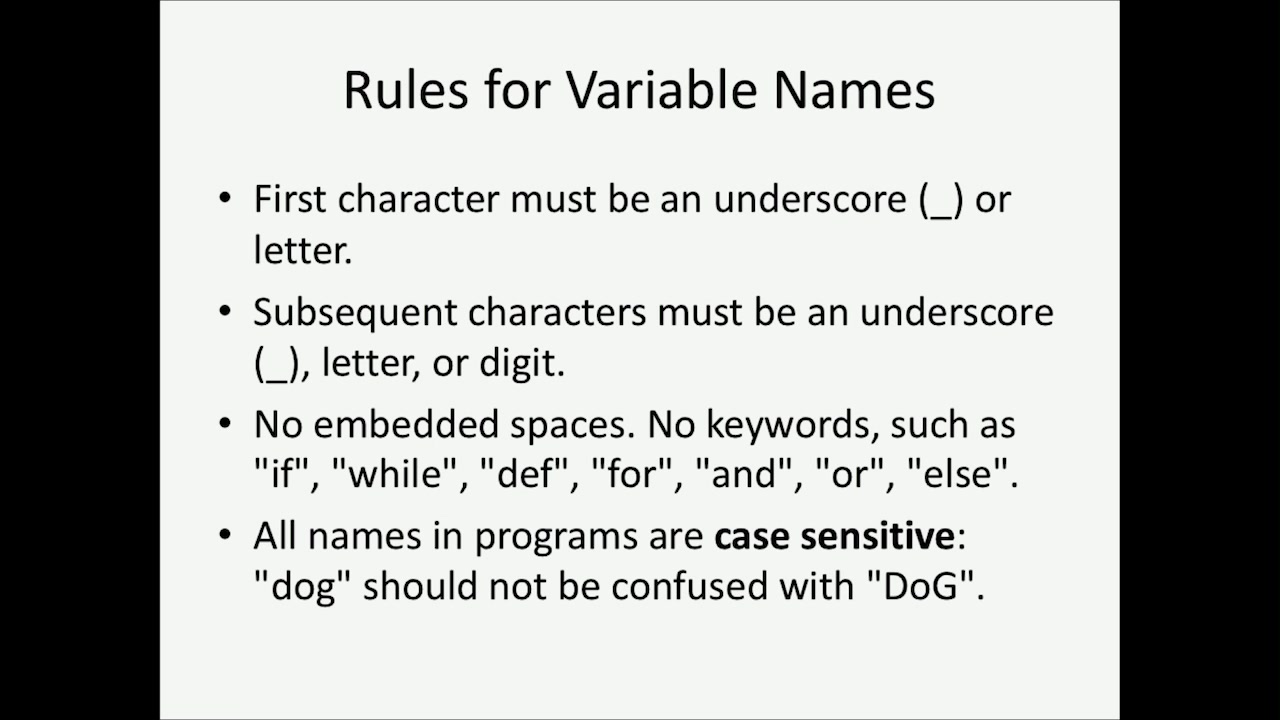 Rules for Variable Names
• First character must be an underscore (_) or
letter.
• Subsequent characters must be an underscore
(_), letter, or digit.
• No embedded spaces. No keywords, such as
"if", "while", "def", "for", "and", "or", "else".
• All names in programs are case sensitive:
"dog" should not be confused with "DoG".